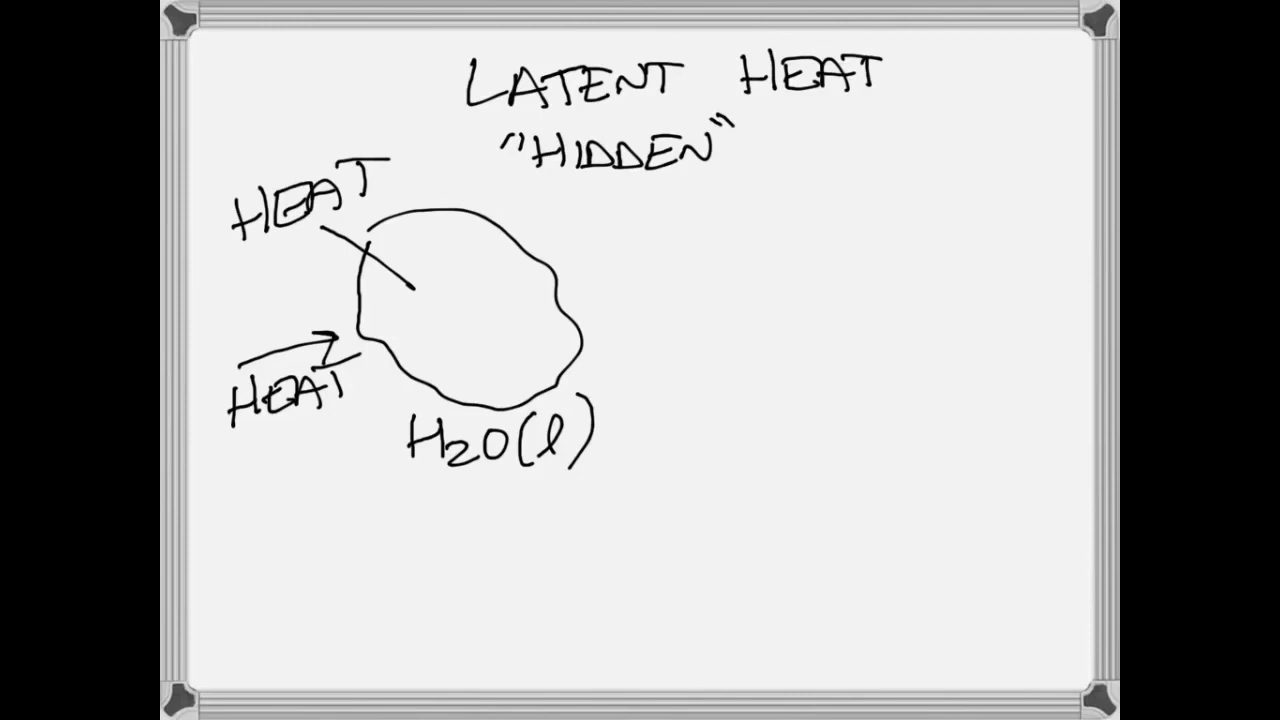 LATENT HEAT
"HIDDEN"
HEAT
HEAT
H2O(l)